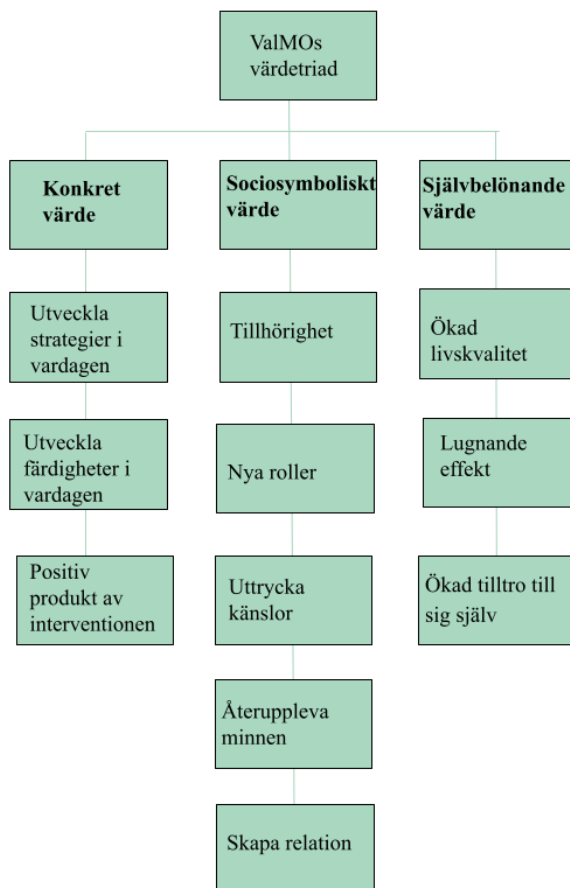 ValMOs
värdetriad
Konkret
värde
Utveckla
strategier i
vardagen
Utveckla
färdigheter i
vardagen
Positiv
produkt av
interventionen
Sociosymboliskt
värde
Tillhörighet
Nya roller
Uttrycka
känslor
Återuppleva
minnen
Skapa relation
Självbelönande
värde
Ökad
livskvalitet
Lugnande
effekt
Ökad tilltro till
sig själv